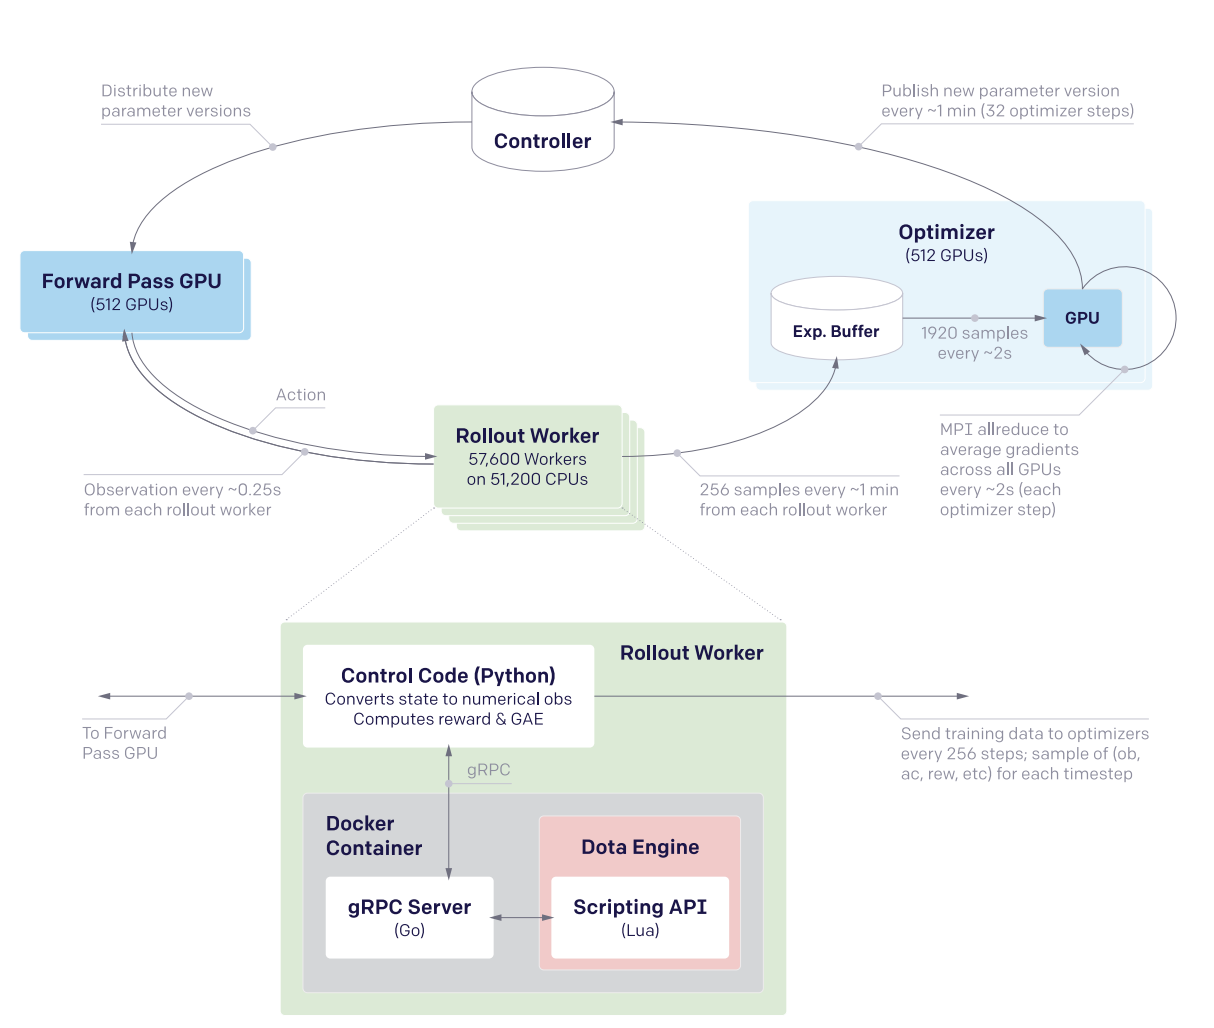 Distribute new
parameter versions
Controller
Publish new parameter version
every ~1 min (32 optimizer steps)
Forward Pass GPU
(512 GPUs)
Optimizer
(512 GPUs)
Exp. Buffer
1920 samples
every ~2s
GPU
Action
Observation every ~0.25s
from each rollout worker
Rollout Worker
57,600 Workers
on 51,200 CPUs
256 samples every ~1 min
from each rollout worker
MPI allreduce to
average gradients
across all GPUs
every ~2s (each
optimizer step)
Rollout Worker
Control Code (Python)
Converts state to numerical obs
Computes reward & GAE
To Forward
Pass GPU
Send training data to optimizers
every 256 steps; sample of (ob,
ac, rew, etc) for each timestep
gRPC
Docker
Container
Dota Engine
gRPC Server
(Go)
Scripting API
(Lua)